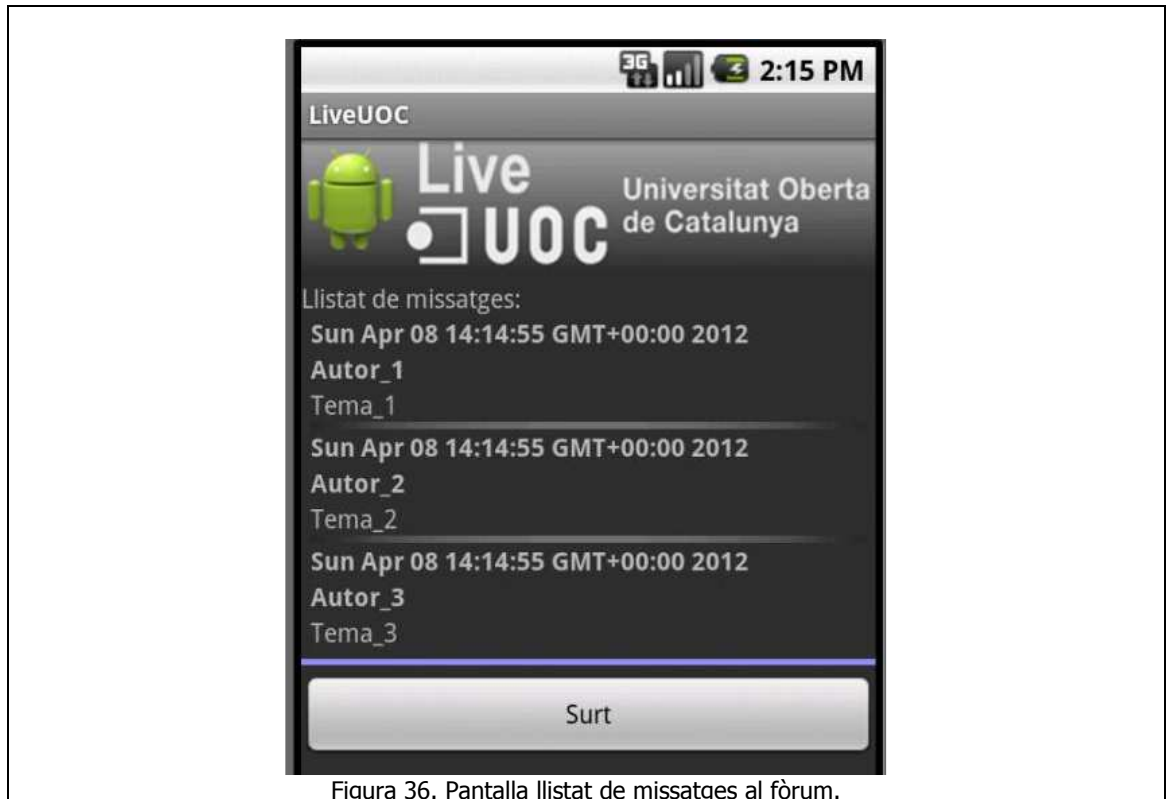 3G 2:15 PM
LiveUOC
Live
UOC
Universitat Oberta
de Catalunya
Llistat de missatges:
Sun Apr 08 14:14:55 GMT+00:00 2012
Autor_1
Tema_1
Sun Apr 08 14:14:55 GMT+00:00 2012
Autor_2
Tema_2
Sun Apr 08 14:14:55 GMT+00:00 2012
Autor_3
Tema_3
Surt
Figura 36. Pantalla llistat de missatges al fòrum.